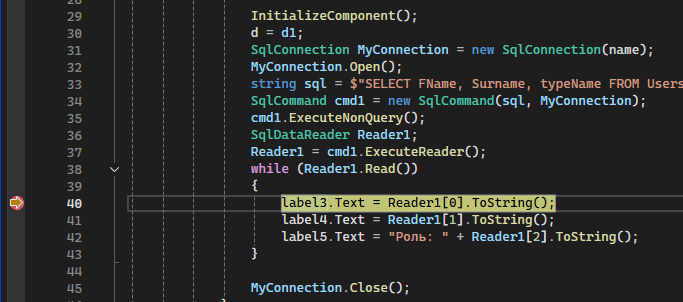 29 InitializeComponent();
30 d = d1;
31 SqlConnection MyConnection = new SqlConnection(name);
32 MyConnection.Open();
33 string sql = $"SELECT FName, Surname, typeName FROM Users
34 SqlCommand cmd1 = new SqlCommand(sql, MyConnection);
35 cmd1.ExecuteNonQuery();
36 SqlDataReader Reader1;
37 Reader1 = cmd1.ExecuteReader();
38 while (Reader1.Read())
39 {
40 label3.Text = Reader1[0].ToString();
41 label4.Text = Reader1[1].ToString();
42 label5.Text = "Роль: " + Reader1[2].ToString();
43 }
44
45 MyConnection.Close();